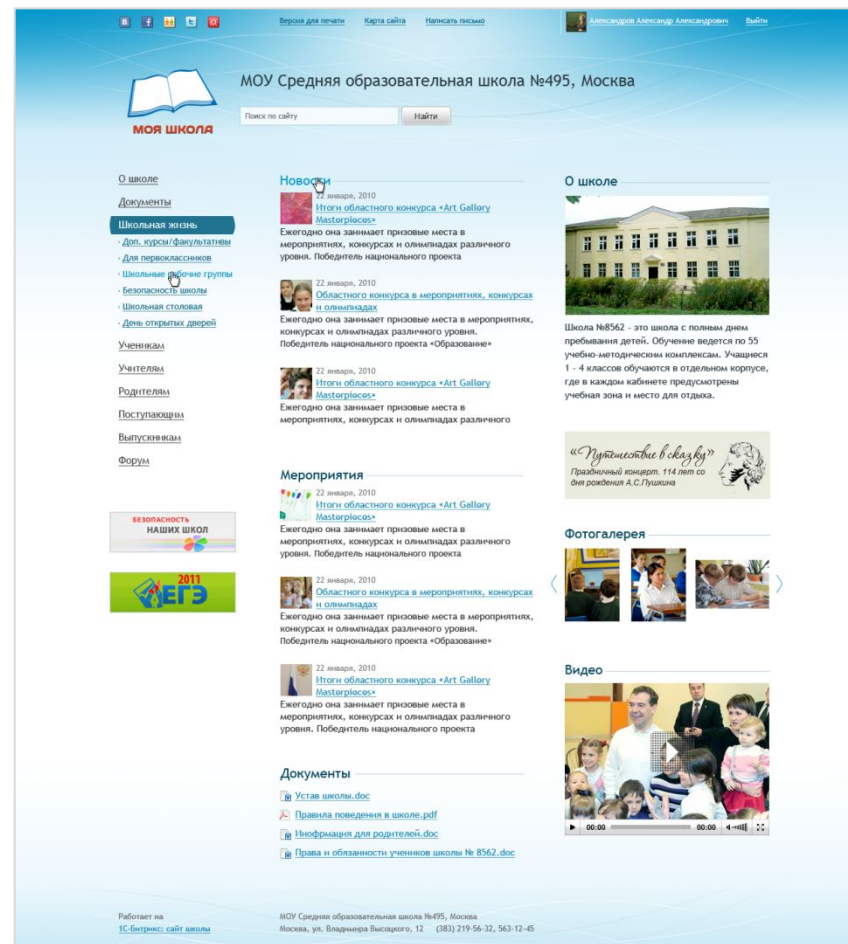 Версия для печати Карта сайта Написать письмо
Александров Александр Александрович Выйти
МОУ Средняя образовательная школа №495, Москва
Поиск по сайту Найти
МОЯ ШКОЛА
О школе
Документы
Школьная жизнь
· Доп. курсы/факультативы
· Для первоклассников
· Школьные рабочие группы
· Безопасность школы
· Школьная столовая
· День открытых дверей
Ученикам
Учителям
Родителям
Поступающим
Выпускникам
Форум
БЕЗОПАСНОСТЬ
НАШИХ ШКОЛ
2011
ЕГЭ
Новости
22 января, 2010
Итоги областного конкурса «Art Gallery
Masterpieces»
Ежегодно она занимает призовые места в
мероприятиях, конкурсах и олимпиадах различного
уровня. Победитель национального проекта
22 января, 2010
Областного конкурса в мероприятиях, конкурсах
и олимпиадах
Ежегодно она занимает призовые места в мероприятиях,
конкурсах и олимпиадах различного уровня.
Победитель национального проекта «Образование»
22 января, 2010
Итоги областного конкурса «Art Gallery
Masterpieces»
Ежегодно она занимает призовые места в
мероприятиях, конкурсах и олимпиадах различного
Мероприятия
22 января, 2010
Итоги областного конкурса «Art Gallery
Masterpieces»
Ежегодно она занимает призовые места в
мероприятиях, конкурсах и олимпиадах различного
уровня. Победитель национального проекта
22 января, 2010
Областного конкурса в мероприятиях, конкурсах
и олимпиадах
Ежегодно она занимает призовые места в мероприятиях,
конкурсах и олимпиадах различного уровня.
Победитель национального проекта «Образование»
22 января, 2010
Итоги областного конкурса «Art Gallery
Masterpieces»
Ежегодно она занимает призовые места в
мероприятиях, конкурсах и олимпиадах различного
уровня. Победитель национального проекта
Документы
Устав школы.doc
Правила поведения в школе.pdf
Инофрмация для родителей.doc
Права и обязанности учеников школы № 8562.doc
О школе
Школа №8562 - это школа с полным днем
пребывания детей. Обучение ведется по 55
учебно-методическим комплексам. Учащиеся
1 - 4 классов обучаются в отдельном корпусе,
где в каждом кабинете предусмотрены
учебная зона и место для отдыха.
«Путешествие в сказку»
Праздничный концерт. 114 лет со
дня рождения А.С.Пушкина
Фотогалерея
Видео
00:00 00:00
Работает на
1С-Битрикс: сайт школы
МОУ Средняя образовательная школа №495, Москва
Москва, ул. Владимира Высоцкого, 12 (383) 219-56-32, 563-12-45